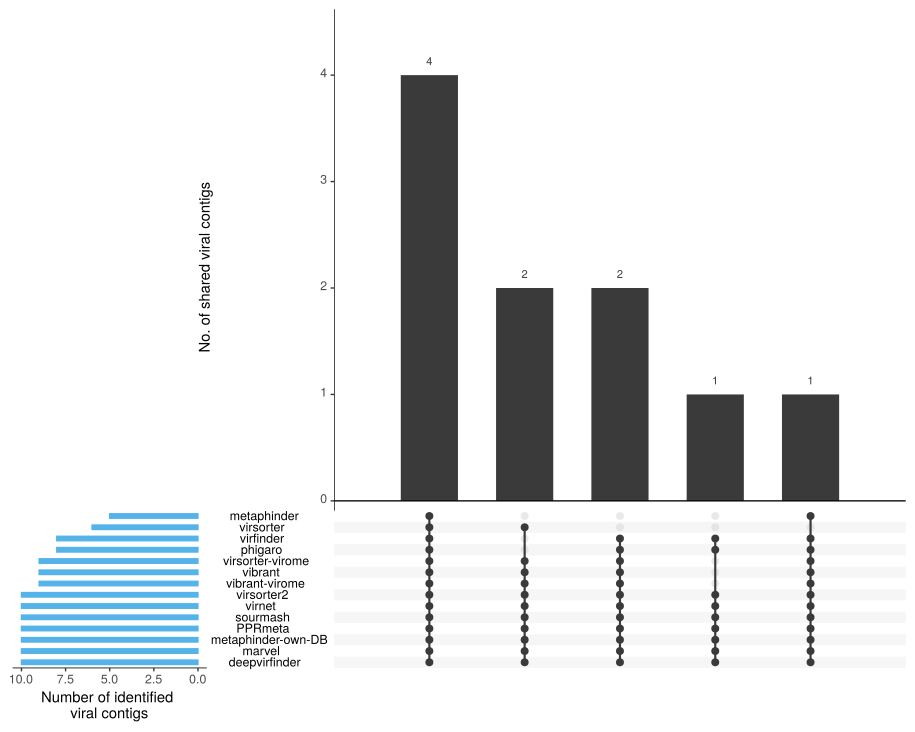 4
4
3
No. of shared viral contigs
2
2
2
1
1
1
0
metaphinder
virsorter
virfinder
phigaro
virsorter-virome
vibrant
vibrant-virome
virsorter2
virnet
sourmash
PPRmeta
metaphinder-own-DB
marvel
deepvirfinder
10.0 7.5 5.0 2.5 0.0
Number of identified
viral contigs